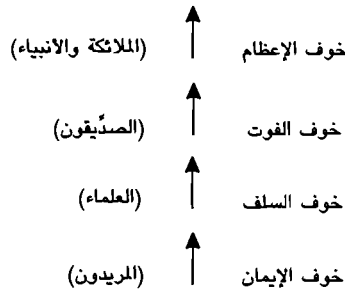 خوف الإعظام (الملائكة والأنبياء)
خوف الفوت (الصدِّيقون)
خوف السلف (العلماء)
خوف الإيمان (المريدون)